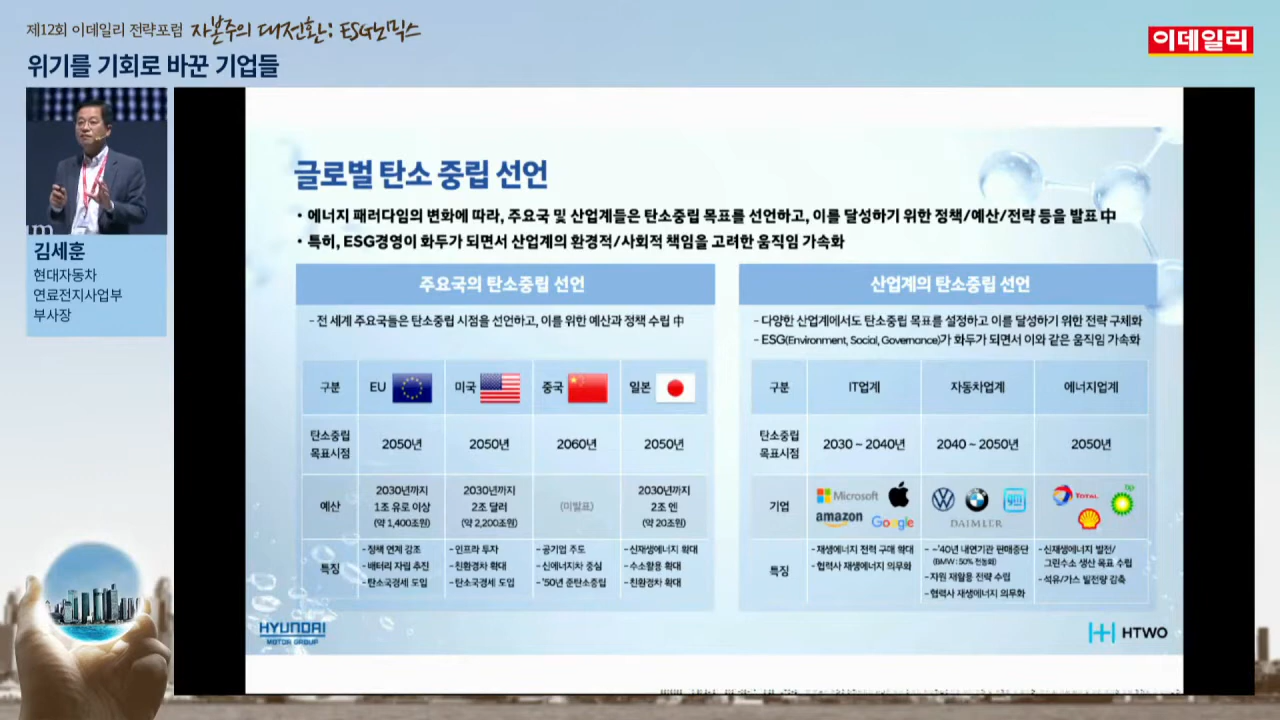 제12회 이데일리 전략포럼 자본주의 대전환: ESG노믹스
위기를 기회로 바꾼 기업들
이데일리
김세훈
현대자동차
연료전지사업부
부사장
글로벌 탄소 중립 선언
• 에너지 패러다임의 변화에 따라, 주요국 및 산업계들은 탄소중립 목표를 선언하고, 이를 달성하기 위한 정책/예산/전략 등을 발표 中
• 특히, ESG경영이 화두가 되면서 산업계의 환경적/사회적 책임을 고려한 움직임 가속화
주요국의 탄소중립 선언
- 전 세계 주요국들은 탄소중립 시점을 선언하고, 이를 위한 예산과 정책 수립 中
구분 EU 미국 중국 일본
탄소중립 목표시점 2050년 2050년 2060년 2050년
예산 2030년까지 1조 유로 이상 (약 1,400조원) 2030년까지 2조 달러 (약 2,200조원) (미발표) 2030년까지 2조 엔 (약 20조원)
특징
- 정책 연계 강조
- 배터리 자립 추진
- 탄소국경세 도입
- 인프라 투자
- 친환경차 확대
- 탄소국경세 도입
- 공기업 주도
- 신에너지차 중심
- '50년 준탄소중립
- 신재생에너지 확대
- 수소활용 확대
- 친환경차 확대
산업계의 탄소중립 선언
- 다양한 산업계에서도 탄소중립 목표를 설정하고 이를 달성하기 위한 전략 구체화
- ESG(Environment, Social, Governance)가 화두가 되면서 이와 같은 움직임 가속화
구분 IT업계 자동차업계 에너지업계
탄소중립 목표시점 2030 ~ 2040년 2040 ~ 2050년 2050년
기업 Microsoft amazon Google BMW gm DAIMLER TOTAL bp
특징
- 재생에너지 전력 구매 확대
- 협력사 재생에너지 의무화
- ~'40년 내연기관 판매중단
(BMW : 50% 전동화)
- 자원 재활용 전략 수립
- 협력사 재생에너지 의무화
- 신재생에너지 발전/
그린수소 생산 목표 수립
- 석유/가스 발전량 감축
HYUNDAI
MOTOR GROUP
HTWO